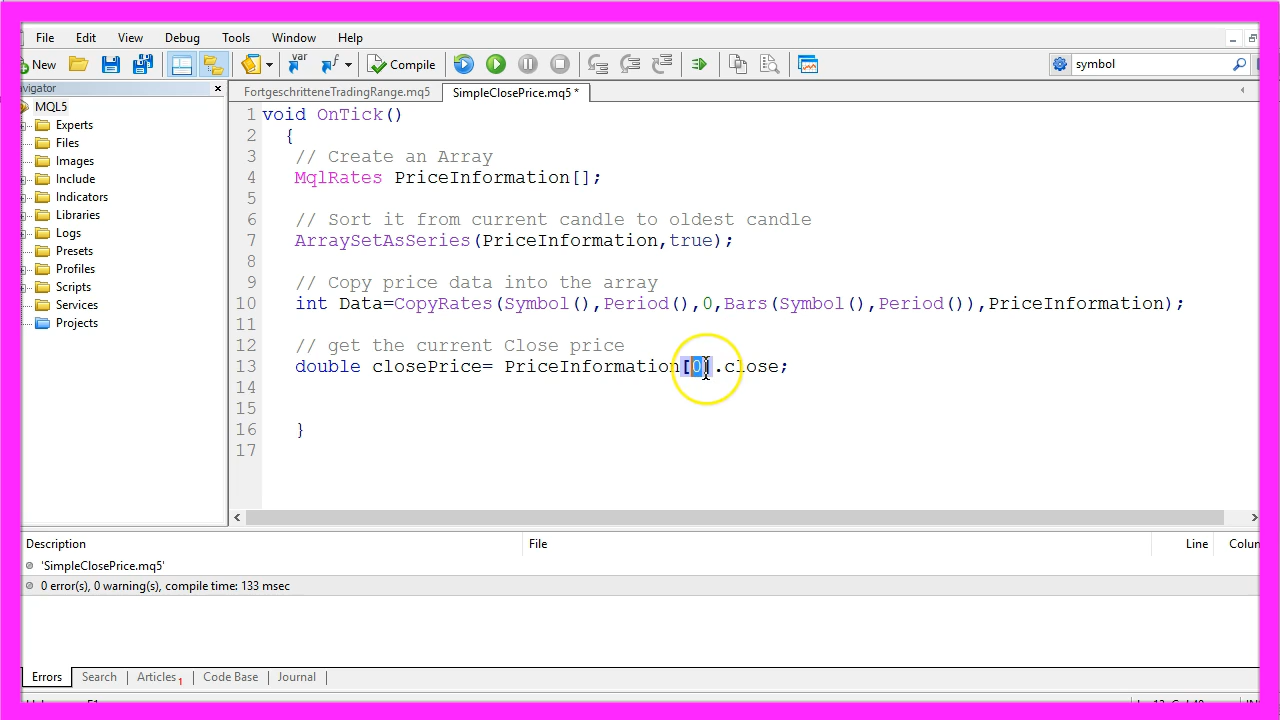 File Edit View Debug Tools Window Help
New Compile symbol
avigator
FortgeschritteneTradingRange.mq5 SimpleClosePrice.mq5 *
MQL5
Experts
Files
Images
Include
Indicators
Libraries
Logs
Presets
Profiles
Scripts
Services
Projects
1 void OnTick()
2 {
3 // Create an Array
4 MqlRates PriceInformation[];
5
6 // Sort it from current candle to oldest candle
7 ArraySetAsSeries(PriceInformation,true);
8
9 // Copy price data into the array
10 int Data=CopyRates(Symbol(),Period(),0,Bars(Symbol(),Period()),PriceInformation);
11
12 // get the current Close price
13 double closePrice= PriceInformation[0].close;
14
15
16 }
17
Description File Line Colun
'SimpleClosePrice.mq5'
0 error(s), 0 warning(s), compile time: 133 msec
Errors Search Articles 1 Code Base Journal